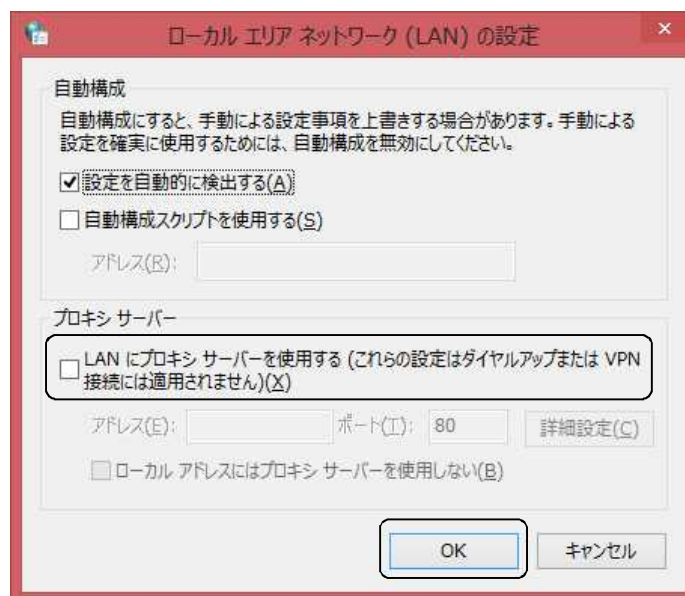 ローカル エリア ネットワーク (LAN) の設定
自動構成
自動構成にすると、手動による設定事項を上書きする場合があります。手動による
設定を確実に使用するためには、自動構成を無効にしてください。
設定を自動的に検出する(A)
自動構成スクリプトを使用する(S)
アドレス(R):
プロキシ サーバー
LAN にプロキシ サーバーを使用する (これらの設定はダイヤルアップまたは VPN
接続には適用されません)(X)
アドレス(E): ポート(T): 80 詳細設定(C)
ローカル アドレスにはプロキシ サーバーを使用しない(B)
OK キャンセル